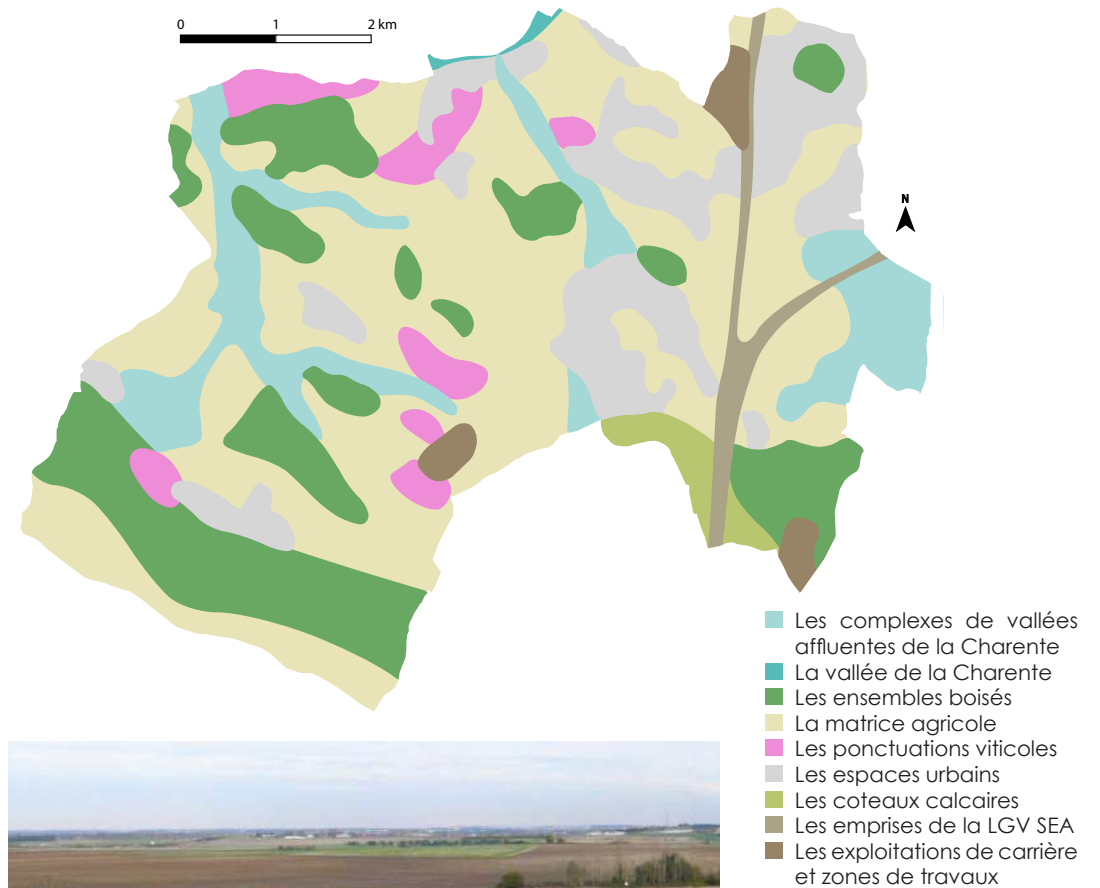 0 1 2 km
N
Les complexes de vallées
affluentes de la Charente
La vallée de la Charente
Les ensembles boisés
La matrice agricole
Les ponctuations viticoles
Les espaces urbains
Les coteaux calcaires
Les emprises de la LGV SEA
Les exploitations de carrière
et zones de travaux